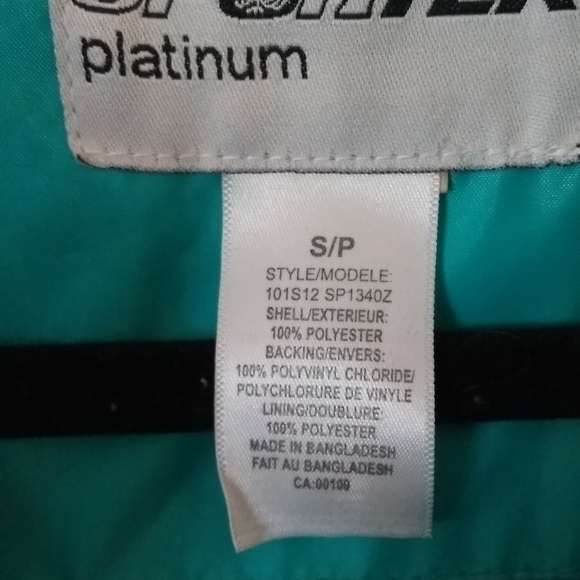 platinum
S/P
STYLE/MODELE:
101S12 SP1340Z
SHELL/EXTERIEUR:
100% POLYESTER
BACKING/ENVERS:
100% POLYVINYL CHLORIDE/
POLYCHLORURE DE VINYLE
LINING/DOUBLURE:
100% POLYESTER
MADE IN BANGLADESH
FAIT AU BANGLADESH
CA:00100